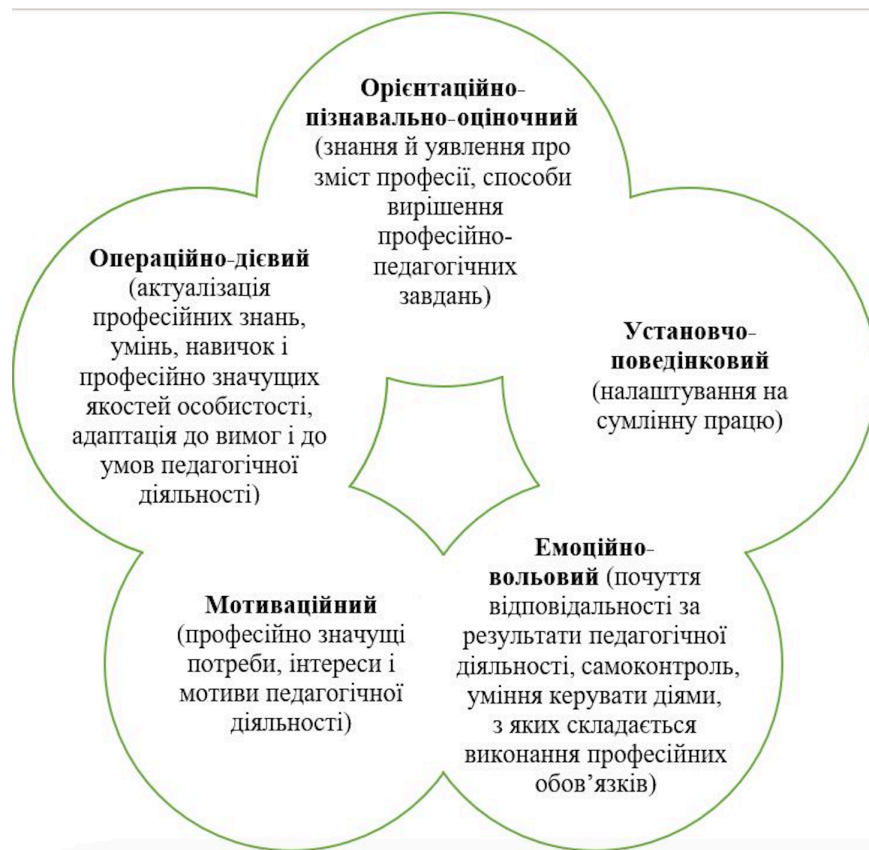 Орієнтаційно-
пізнавально-оціночний
(знання й уявлення про
зміст професії, способи
вирішення
професійно-
педагогічних
завдань)
Операційно-дієвий
(актуалізація
професійних знань,
умінь, навичок і
професійно значущих
якостей особистості,
адаптація до вимог і до
умов педагогічної
діяльності)
Установчо-
поведінковий
(налаштування на
сумлінну працю)
Мотиваційний
(професійно значущі
потреби, інтереси і
мотиви педагогічної
діяльності)
Емоційно-
вольовий (почуття
відповідальності за
результати педагогічної
діяльності, самоконтроль,
уміння керувати діями,
з яких складається
виконання професійних
обов’язків)